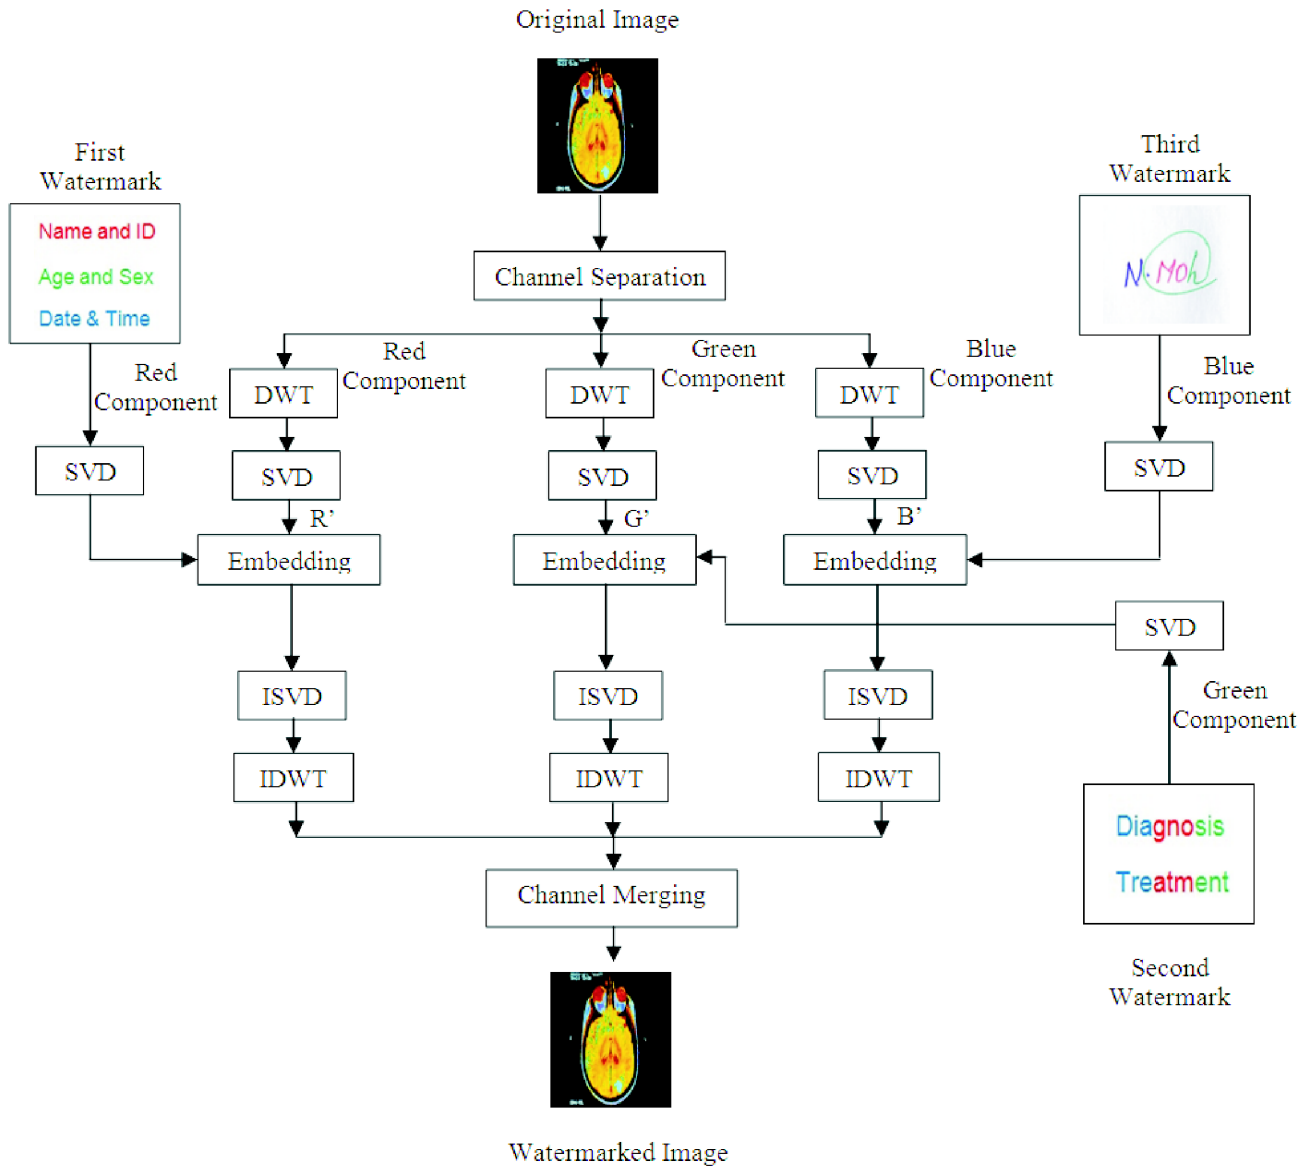 Original Image
First
Watermark
Name and ID
Age and Sex
Date & Time
Third
Watermark
N. Moh
Channel Separation
Red
Component
Green
Component
Blue
Component
Red
Component
Blue
Component
DWT
DWT
DWT
SVD
SVD
SVD
SVD
SVD
R’
G’
B’
Embedding
Embedding
Embedding
SVD
Green
Component
ISVD
ISVD
ISVD
IDWT
IDWT
IDWT
Diagnosis
Treatment
Channel Merging
Second
Watermark
Watermarked Image